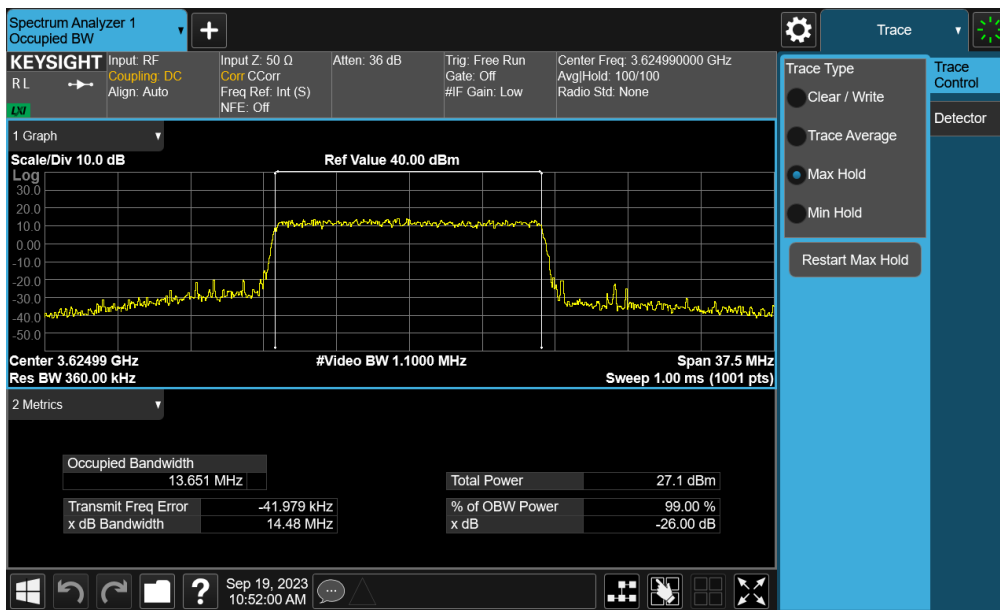 Spectrum Analyzer 1
Occupied BW
+
Trace
KEYSIGHT
R L
LXI
Input: RF
Coupling: DC
Align: Auto
Input Z: 50 Ω
Corr CCorr
Freq Ref: Int (S)
NFE: Off
Atten: 36 dB
Trig: Free Run
Gate: Off
#IF Gain: Low
Center Freq: 3.624990000 GHz
Avg|Hold: 100/100
Radio Std: None
Trace Type
Clear / Write
Trace Average
Max Hold
Min Hold
Restart Max Hold
Trace
Control
Detector
1 Graph
Scale/Div 10.0 dB
Ref Value 40.00 dBm
Log
30.0
20.0
10.0
0.00
-10.0
-20.0
-30.0
-40.0
-50.0
Center 3.62499 GHz
#Video BW 1.1000 MHz
Span 37.5 MHz
Res BW 360.00 kHz
Sweep 1.00 ms (1001 pts)
2 Metrics
Occupied Bandwidth
13.651 MHz
Total Power 27.1 dBm
Transmit Freq Error -41.979 kHz
% of OBW Power 99.00 %
x dB Bandwidth 14.48 MHz
x dB -26.00 dB
?
Sep 19, 2023
10:52:00 AM